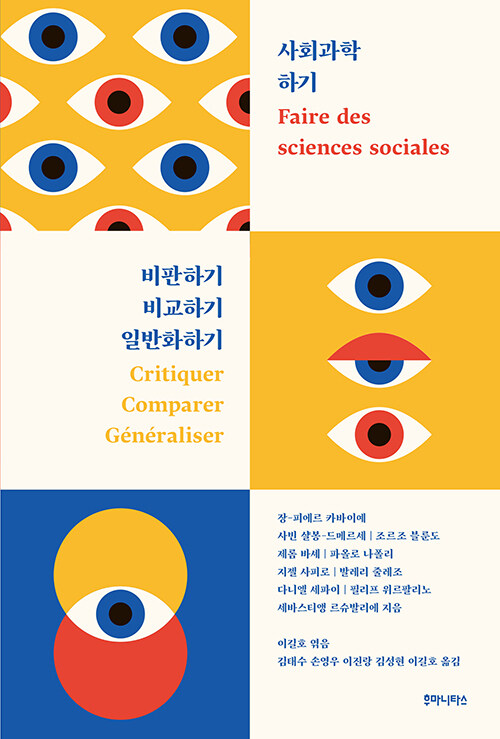 사회과학
하기
Faire des
sciences sociales
비판하기
비교하기
일반화하기
Critiquer
Comparer
Généraliser
장-피에르 카바이에
사빈 샬봉-드메르세 | 조르조 블룬도
제롬 바셰 | 파올로 나폴리
지젤 사피로 | 발레리 줄레조
다니엘 세파이 | 필리프 위르팔리노
세바스티앵 르슈발리에 지음
이길호 엮음
김대수 손영우 이진랑 김성현 이길호 옮김
후마니타스